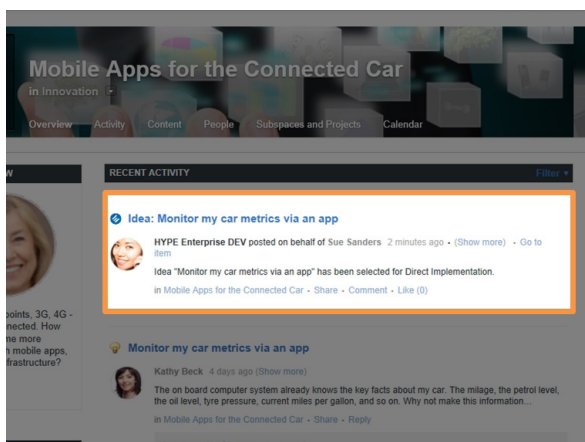 Mobile Apps for the Connected Car
in Innovation
Overview Activity Content People Subspaces and Projects Calendar
W
RECENT ACTIVITY Filter
Idea: Monitor my car metrics via an app
HYPE Enterprise DEV posted on behalf of Sue Sanders 2 minutes ago • (Show more) • Go to
item
Idea "Monitor my car metrics via an app" has been selected for Direct Implementation.
in Mobile Apps for the Connected Car • Share • Comment • Like (0)
points, 3G, 4G -
nnected. How
me more
n mobile apps,
frastructure?
Monitor my car metrics via an app
Kathy Beck 4 days ago (Show more)
The on board computer system already knows the key facts about my car. The milage, the petrol level,
the oil level, tyre pressure, current miles per gallon, and so on. Why not make this information...
in Mobile Apps for the Connected Car • Share • Reply